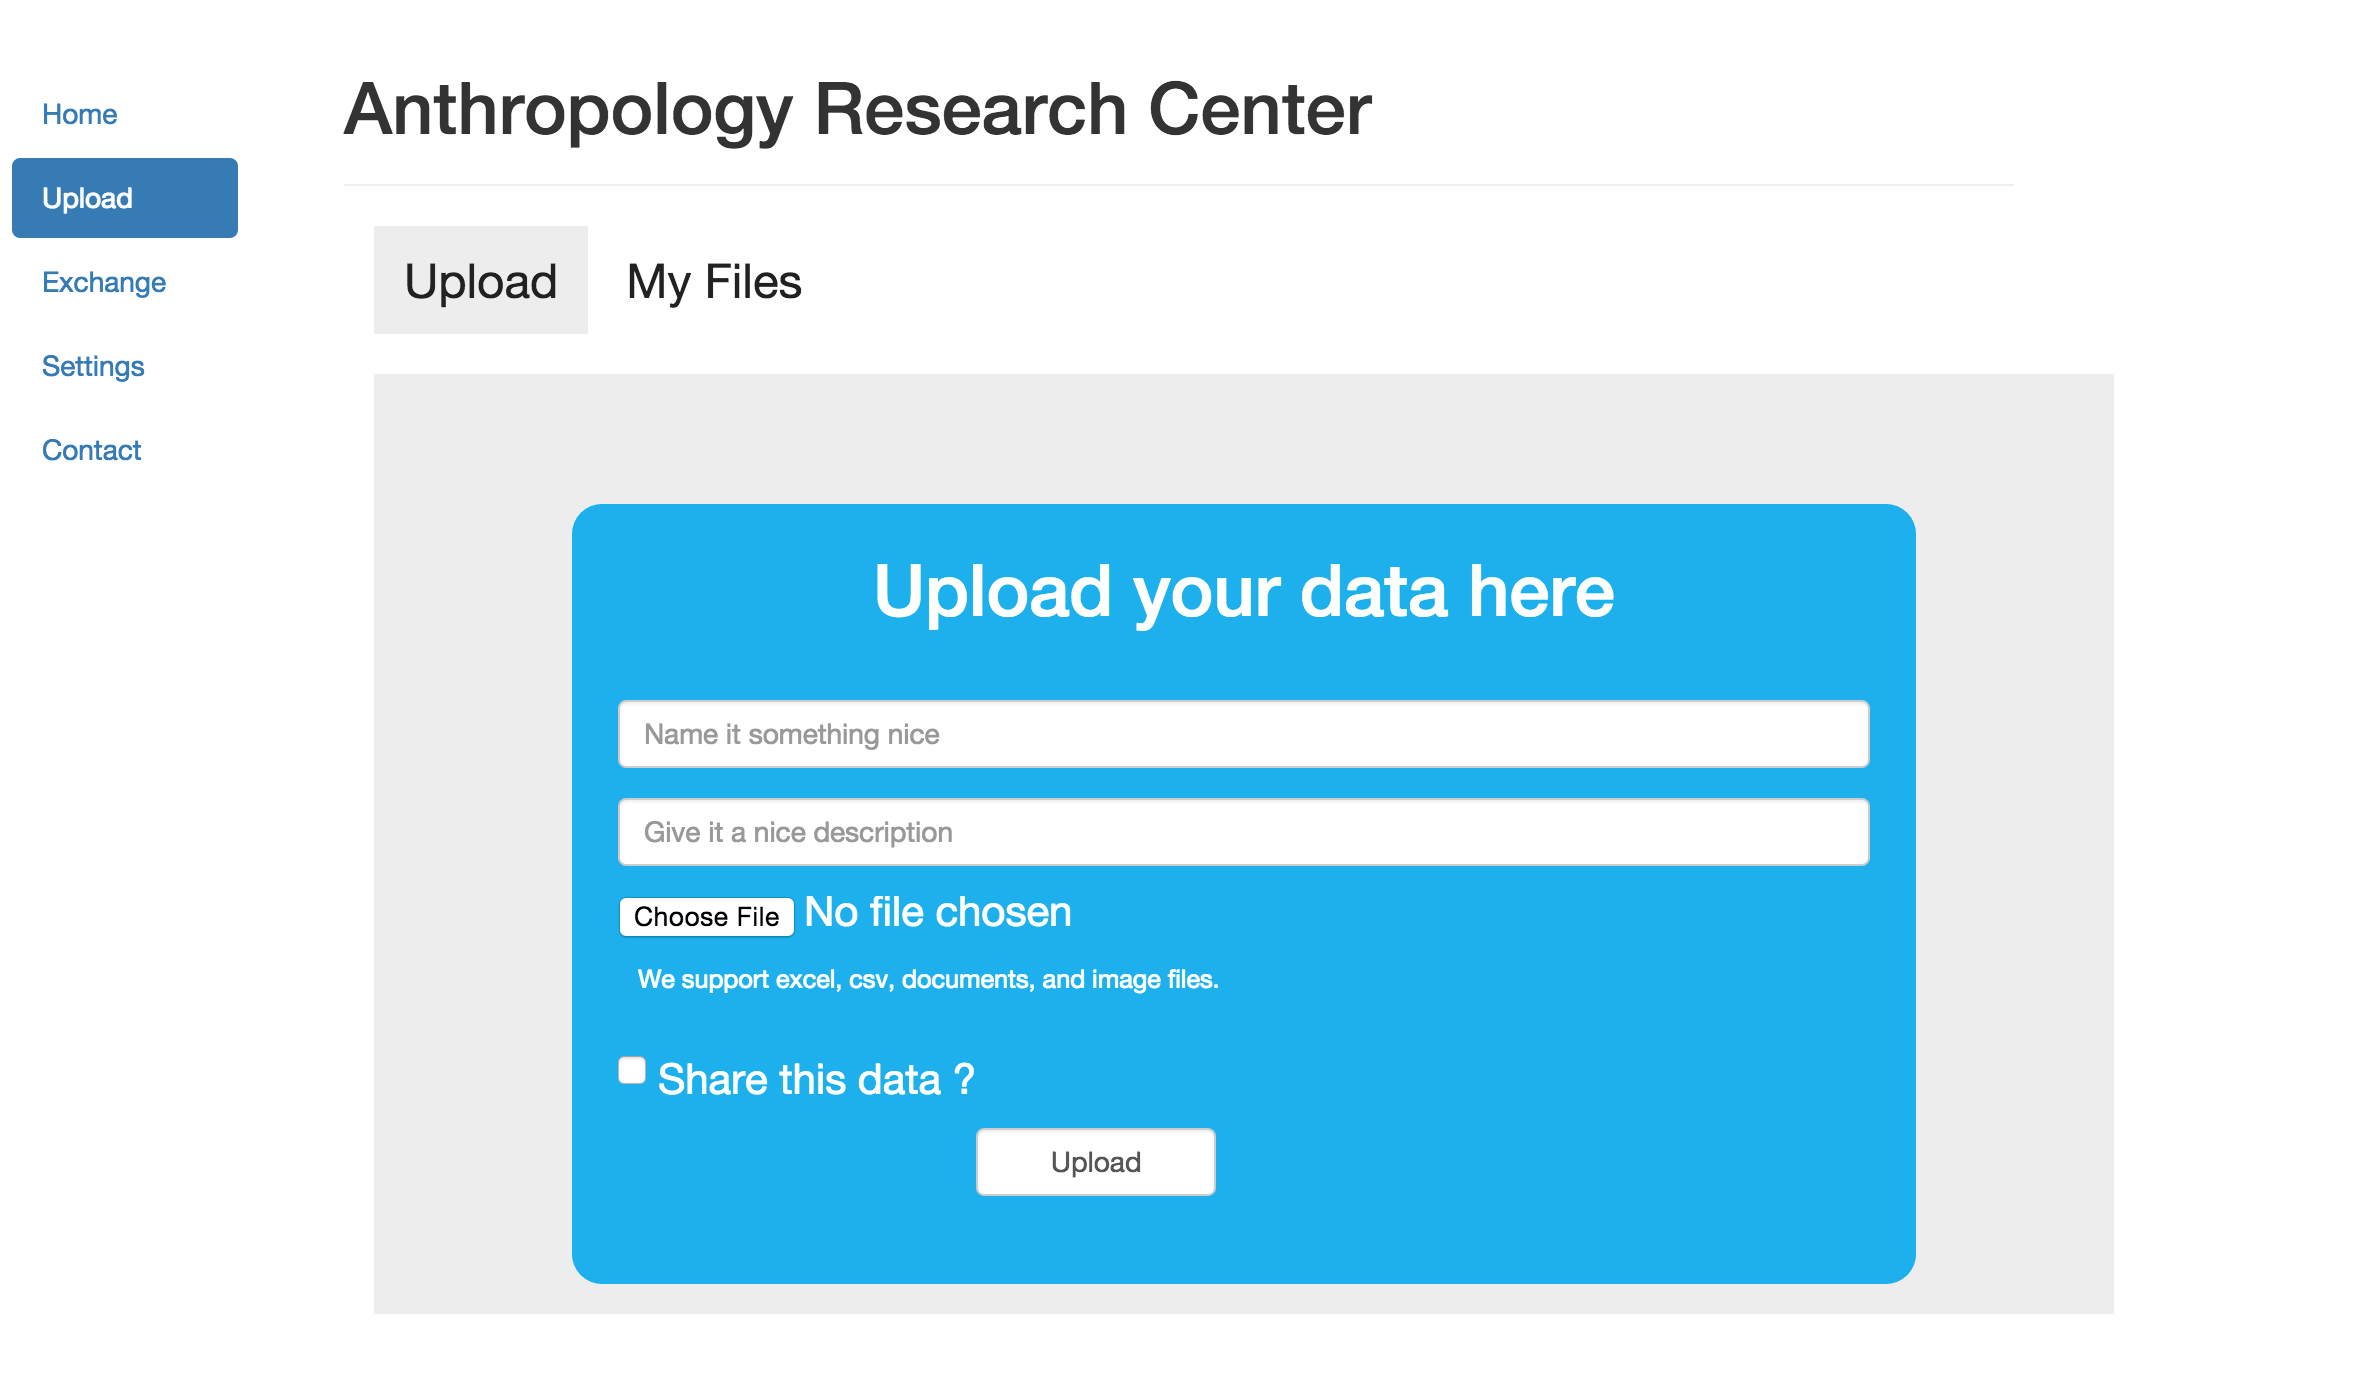 Home
Upload
Exchange
Settings
Contact
Anthropology Research Center
Upload My Files
Upload your data here
Name it something nice
Give it a nice description
Choose File No file chosen
We support excel, csv, documents, and image files.
Share this data ?
Upload